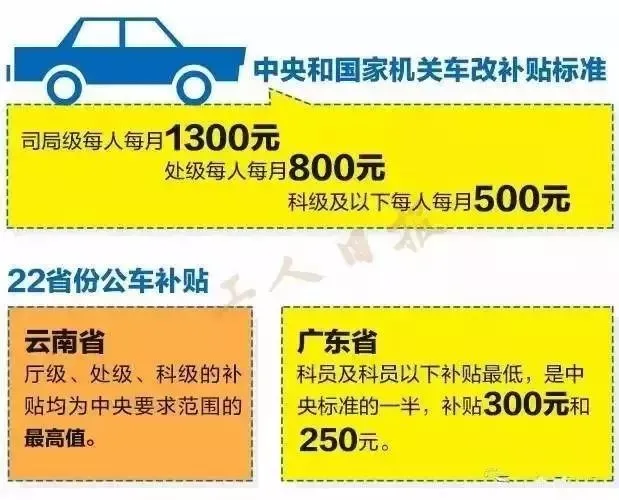 中央和国家机关车改补贴标准
司局级每人每月1300元
处级每人每月800元
科级及以下每人每月500元
工人日报
22省份公车补贴
云南省
厅级、处级、科级的补
贴均为中央要求范围的
最高值。
广东省
科员及科员以下补贴最低，是中
央标准的一半，补贴300元和
250元。